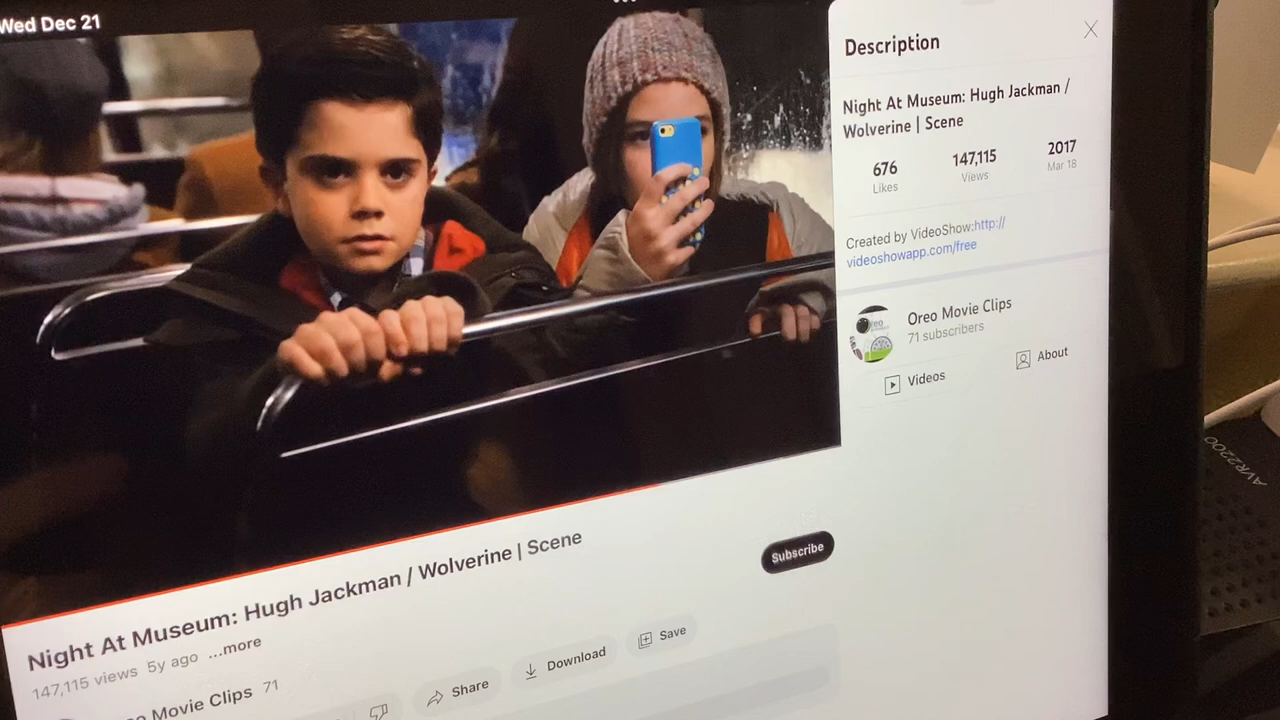 Wed Dec 21
Description
Night At Museum: Hugh Jackman /
Wolverine | Scene
676
Likes
147,115
Views
2017
Mar 18
Created by VideoShow:http://
videoshowapp.com/free
Oreo Movie Clips
71 subscribers
Videos
About
Night At Museum: Hugh Jackman / Wolverine | Scene
Subscribe
147,115 views 5y ago ...more
o Movie Clips 71
Share
Download
Save
AVR2200